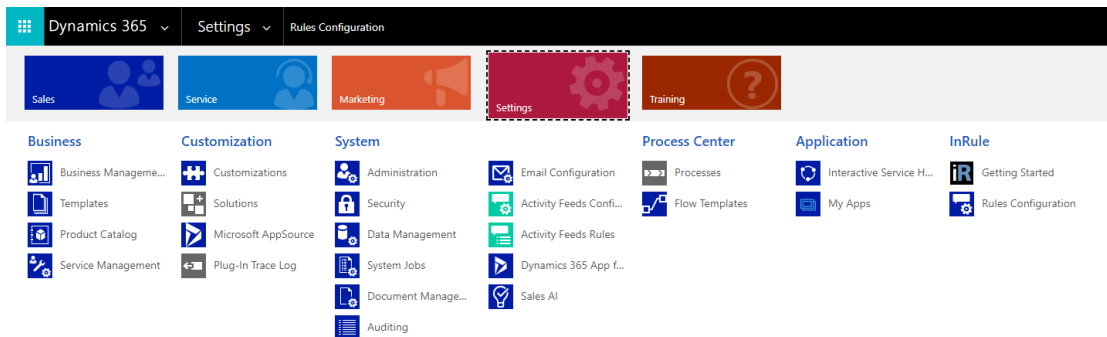 Dynamics 365
Settings
Rules Configuration
Sales
Service
Marketing
Settings
Training
Business
Business Manageme...
Templates
Product Catalog
Service Management
Customization
Customizations
Solutions
Microsoft AppSource
Plug-In Trace Log
System
Administration
Security
Data Management
System Jobs
Document Manage...
Auditing
Email Configuration
Activity Feeds Confi...
Activity Feeds Rules
Dynamics 365 App f...
Sales AI
Process Center
Processes
Flow Templates
Application
Interactive Service H...
My Apps
InRule
iR
Getting Started
Rules Configuration